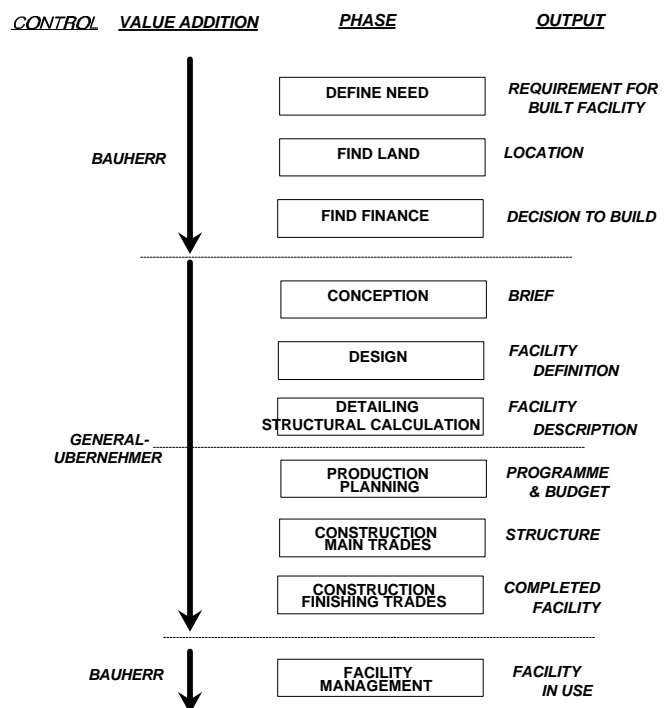 CONTROL VALUE ADDITION PHASE OUTPUT
DEFINE NEED
REQUIREMENT FOR
BUILT FACILITY
BAUHERR
FIND LAND
LOCATION
FIND FINANCE
DECISION TO BUILD
CONCEPTION
BRIEF
DESIGN
FACILITY
DEFINITION
DETAILING
STRUCTURAL CALCULATION
FACILITY
DESCRIPTION
GENERAL-
UBERNEHMER
PRODUCTION
PLANNING
PROGRAMME
& BUDGET
CONSTRUCTION
MAIN TRADES
STRUCTURE
CONSTRUCTION
FINISHING TRADES
COMPLETED
FACILITY
BAUHERR
FACILITY
MANAGEMENT
FACILITY
IN USE